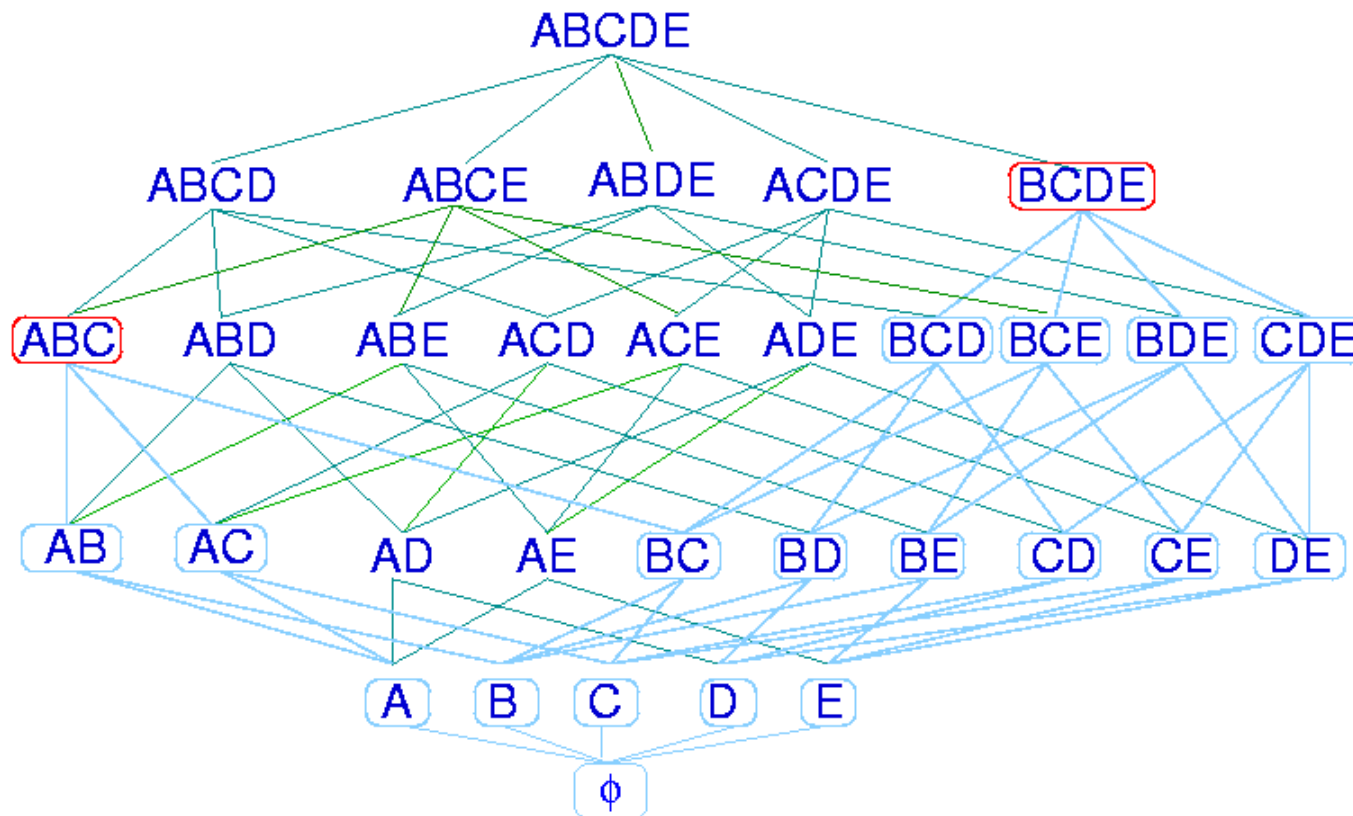 ABCDE
ABCD ABCE ABDE ACDE BCDE
ABC ABD ABE ACD ACE ADE BCD BCE BDE CDE
AB AC AD AE BC BD BE CD CE DE
A B C D E
ϕ